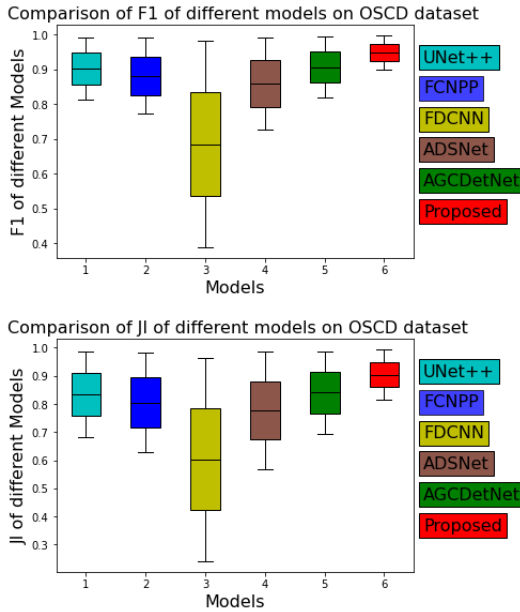 Comparison of F1 of different models on OSCD dataset
F1 of different Models
1.0
0.9
0.8
0.7
0.6
0.5
0.4
1 2 3 4 5 6
Models
UNet++
FCNPP
FDCNN
ADSNet
AGCDetNet
Proposed
Comparison of JI of different models on OSCD dataset
JI of different Models
1.0
0.9
0.8
0.7
0.6
0.5
0.4
0.3
1 2 3 4 5 6
Models
UNet++
FCNPP
FDCNN
ADSNet
AGCDetNet
Proposed